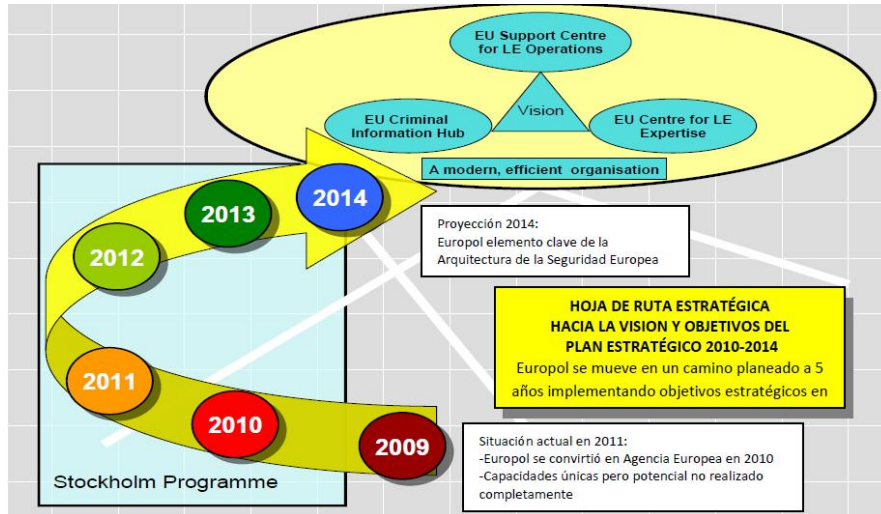 EU Support Centre
for LE Operations
Vision
EU Criminal
Information Hub
EU Centre for LE
Expertise
A modern, efficient organisation
2014
2013
2012
2011
2010
2009
Stockholm Programme
Proyección 2014:
Europol elemento clave de la
Arquitectura de la Seguridad Europea
HOJA DE RUTA ESTRATÉGICA
HACIA LA VISION Y OBJETIVOS DEL
PLAN ESTRATÉGICO 2010-2014
Europol se mueve en un camino planeado a 5
años implementando objetivos estratégicos en
Situación actual en 2011:
-Europol se convirtió en Agencia Europea en 2010
-Capacidades únicas pero potencial no realizado
completamente